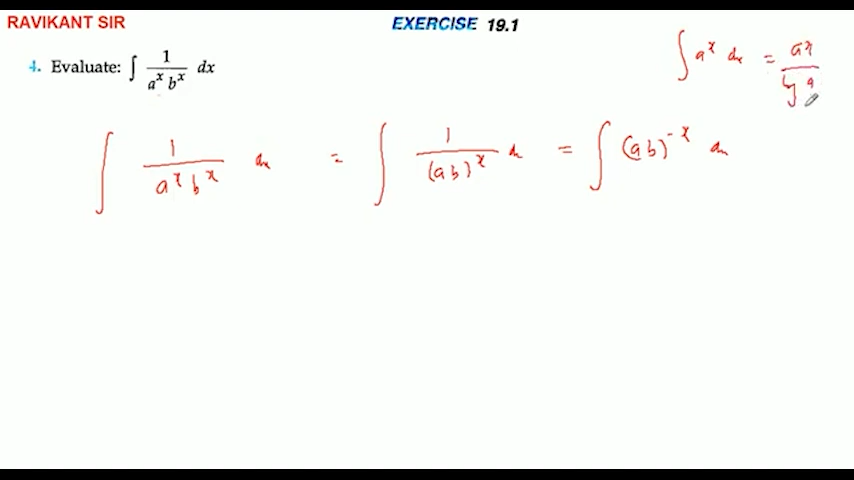 RAVIKANT SIR
EXERCISE 19.1
4. Evaluate: ∫ 1/(a^x b^x) dx
∫ a^x dx = a^x/log a
∫ 1/(a^x b^x) dx = ∫ 1/(ab)^x dx = ∫ (ab)^-x dx